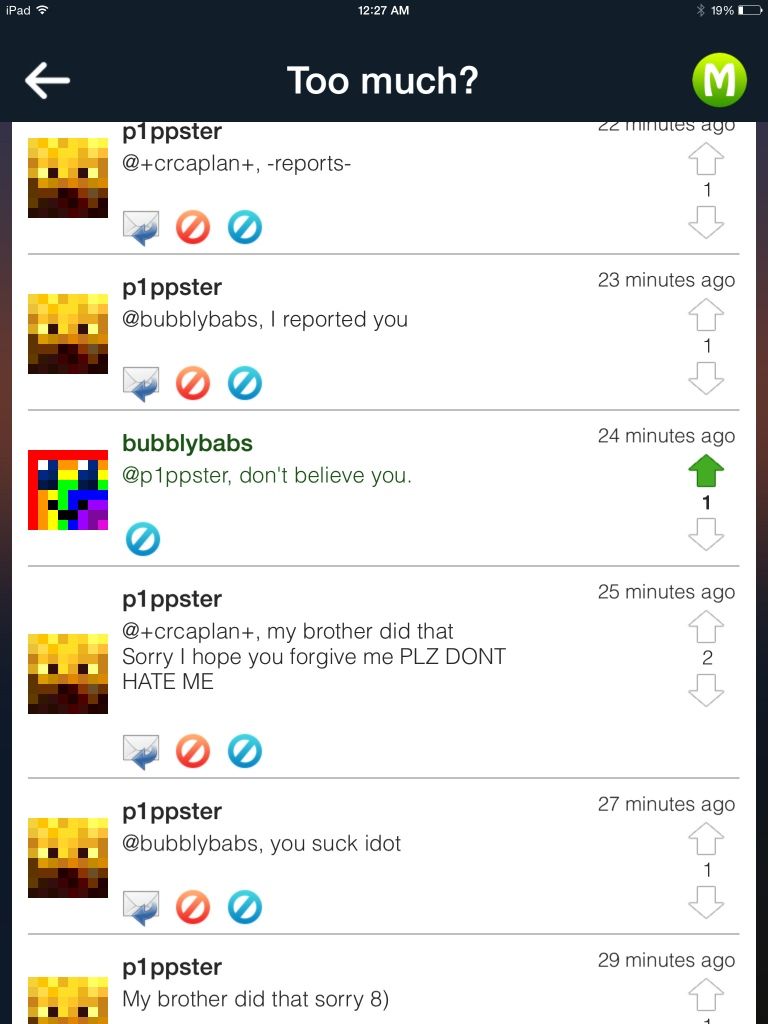 iPad 12:27 AM 19%
Too much? M
p1ppster 22 minutes ago
@+crcaplan+, -reports-
1
p1ppster 23 minutes ago
@bubblybabs, I reported you
1
bubblybabs 24 minutes ago
@p1ppster, don't believe you.
1
p1ppster 25 minutes ago
@+crcaplan+, my brother did that
Sorry I hope you forgive me PLZ DONT
HATE ME
2
p1ppster 27 minutes ago
@bubblybabs, you suck idot
1
p1ppster 29 minutes ago
My brother did that sorry 8)
1